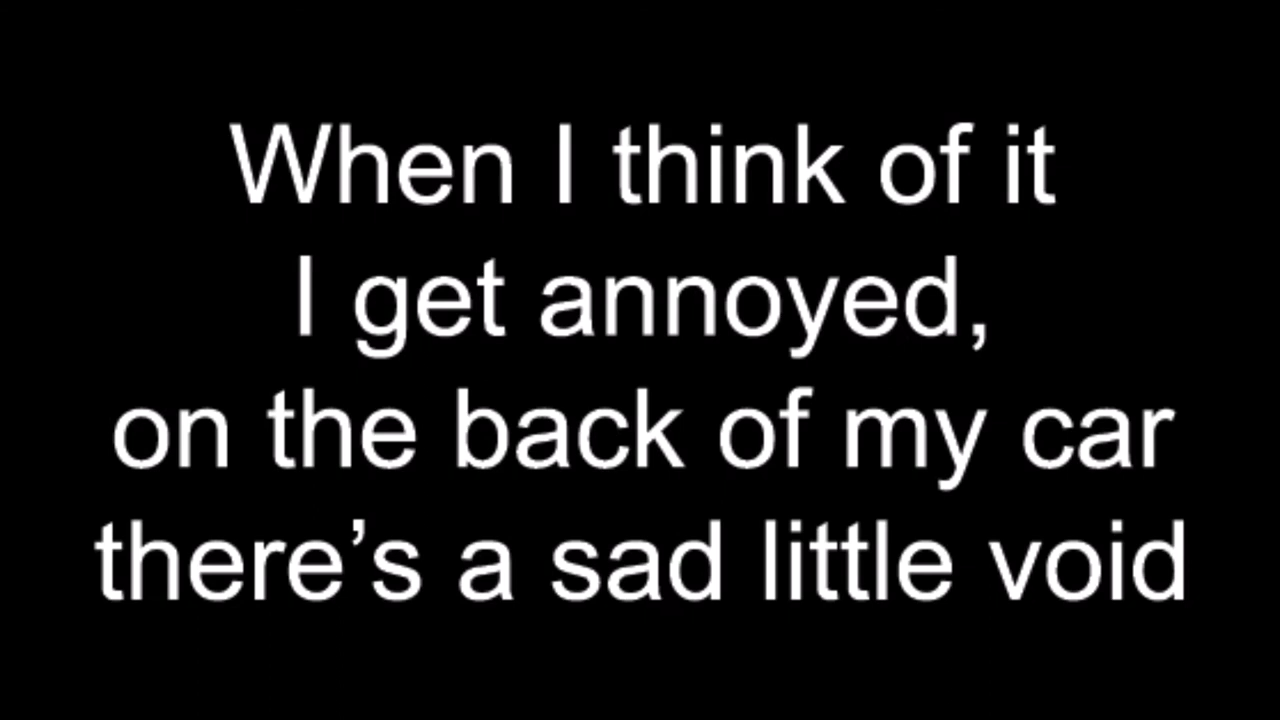 When I think of it
I get annoyed,
on the back of my car
there’s a sad little void